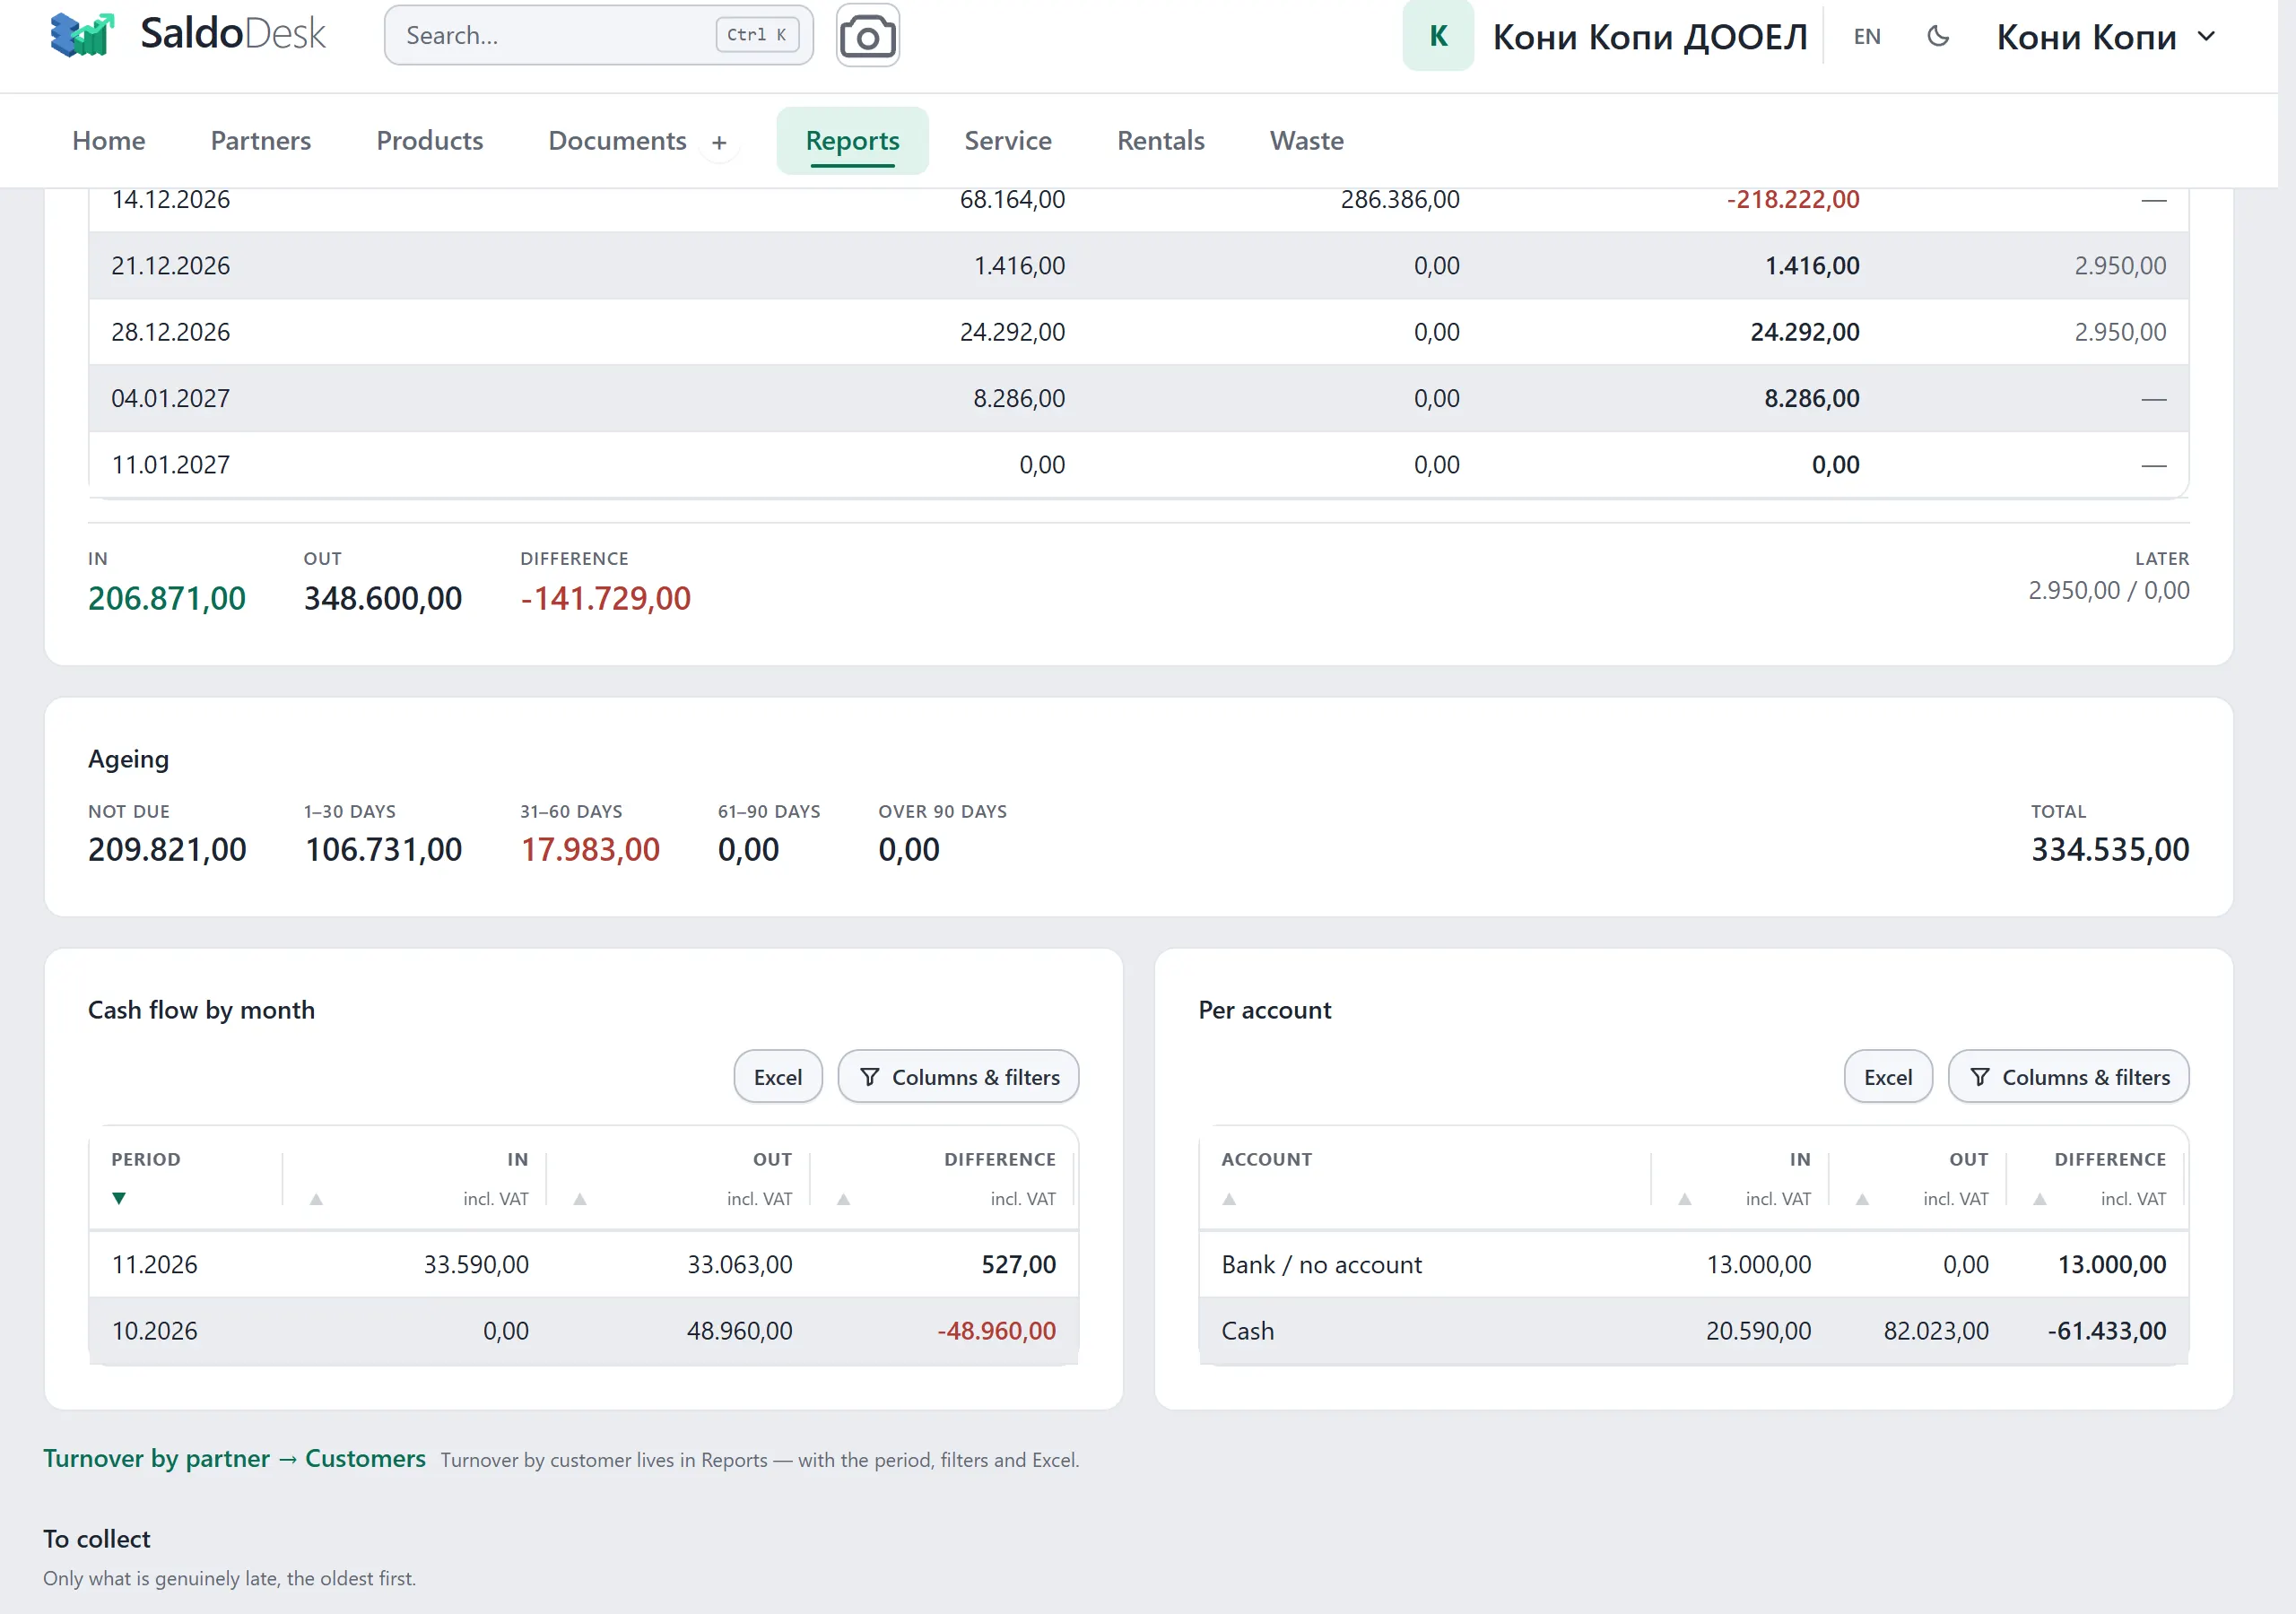 SaldoDesk Search... Ctrl K К Кони Копи ДООЕЛ EN Кони Копи
Home Partners Products Documents + Reports Service Rentals Waste
14.12.2026 68.164,00 286.386,00 -218.222,00 —
21.12.2026 1.416,00 0,00 1.416,00 2.950,00
28.12.2026 24.292,00 0,00 24.292,00 2.950,00
04.01.2027 8.286,00 0,00 8.286,00 —
11.01.2027 0,00 0,00 0,00 —
IN OUT DIFFERENCE LATER
206.871,00 348.600,00 -141.729,00 2.950,00 / 0,00
Ageing
NOT DUE 1–30 DAYS 31–60 DAYS 61–90 DAYS OVER 90 DAYS TOTAL
209.821,00 106.731,00 17.983,00 0,00 0,00 334.535,00
Cash flow by month
Excel Columns & filters
PERIOD IN OUT DIFFERENCE
incl. VAT incl. VAT incl. VAT
11.2026 33.590,00 33.063,00 527,00
10.2026 0,00 48.960,00 -48.960,00
Per account
Excel Columns & filters
ACCOUNT IN OUT DIFFERENCE
incl. VAT incl. VAT incl. VAT
Bank / no account 13.000,00 0,00 13.000,00
Cash 20.590,00 82.023,00 -61.433,00
Turnover by partner → Customers Turnover by customer lives in Reports — with the period, filters and Excel.
To collect
Only what is genuinely late, the oldest first.